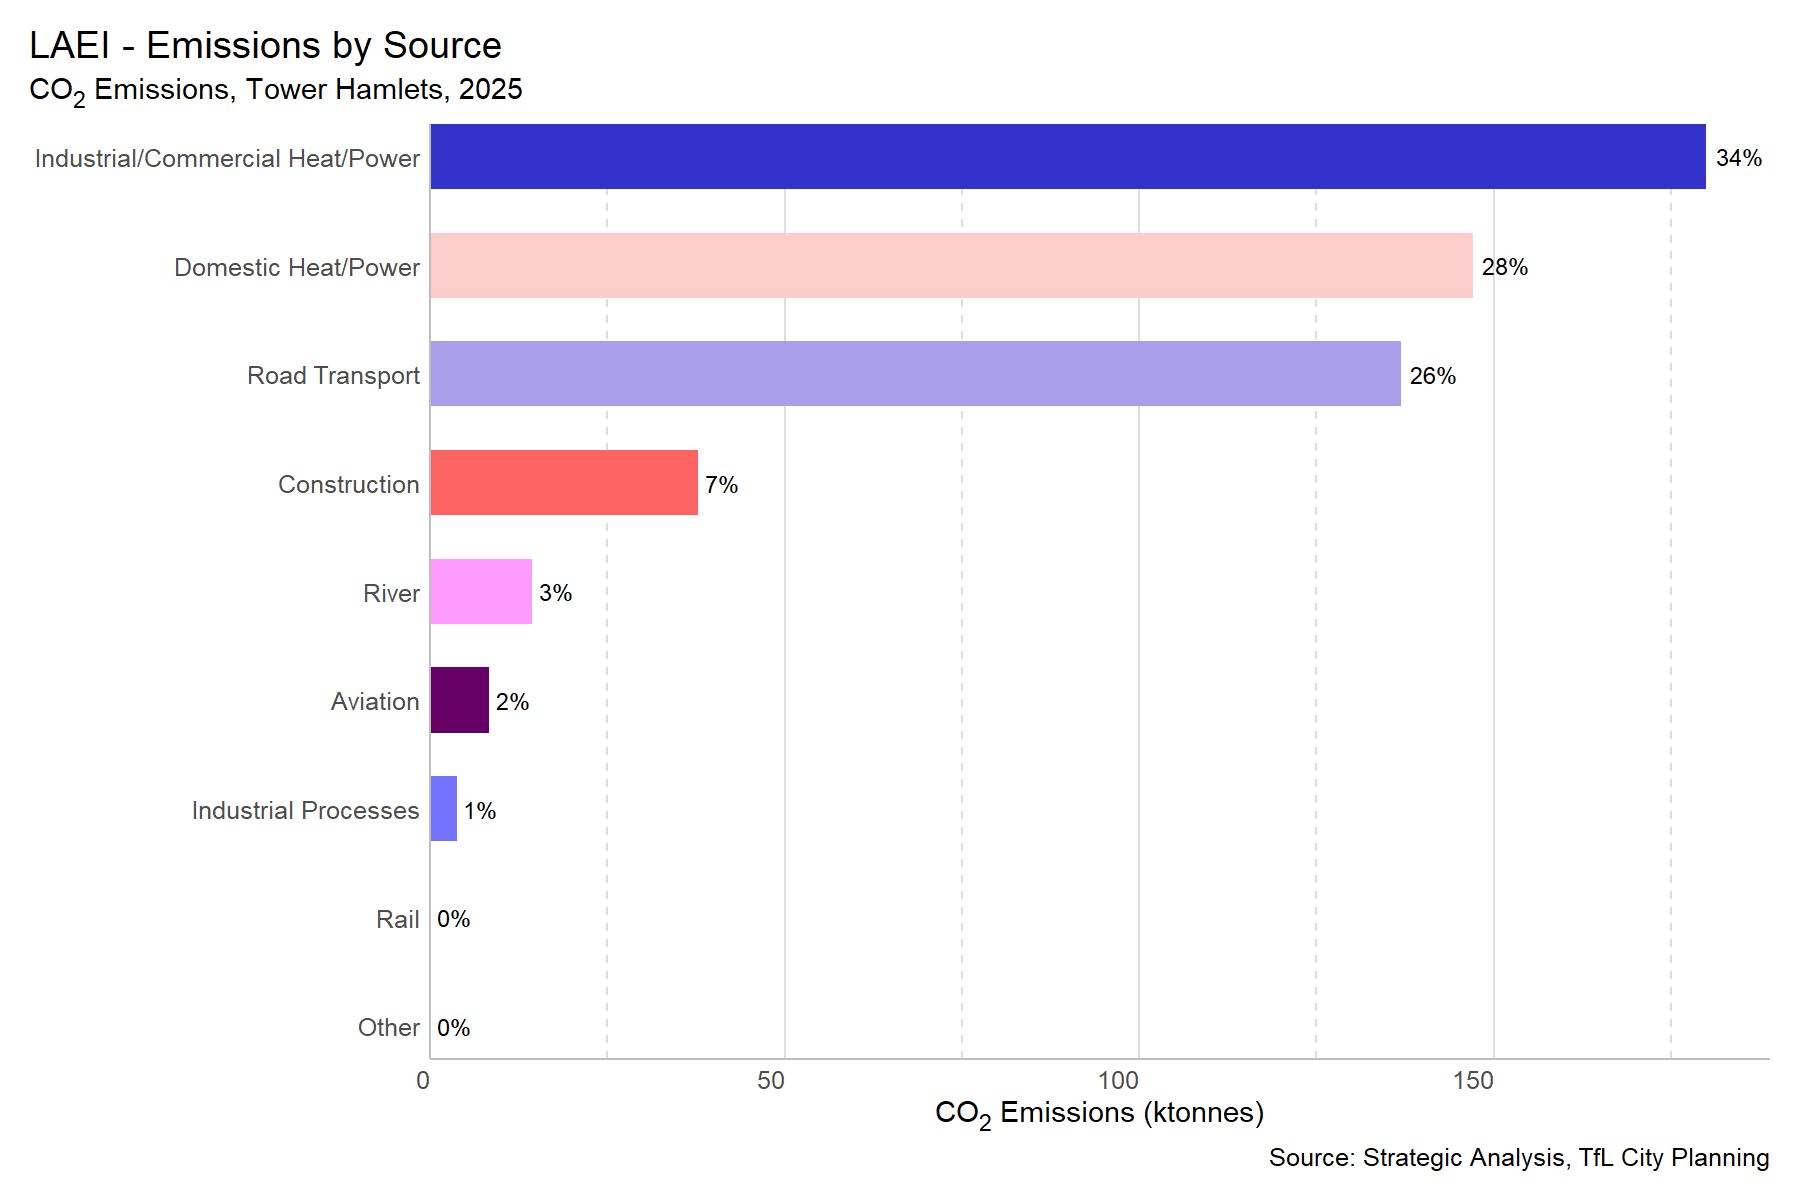 LAEI - Emissions by Source
CO₂ Emissions, Tower Hamlets, 2025
Industrial/Commercial Heat/Power 34%
Domestic Heat/Power 28%
Road Transport 26%
Construction 7%
River 3%
Aviation 2%
Industrial Processes 1%
Rail 0%
Other 0%
0 50 100 150
CO₂ Emissions (ktonnes)
Source: Strategic Analysis, TfL City Planning